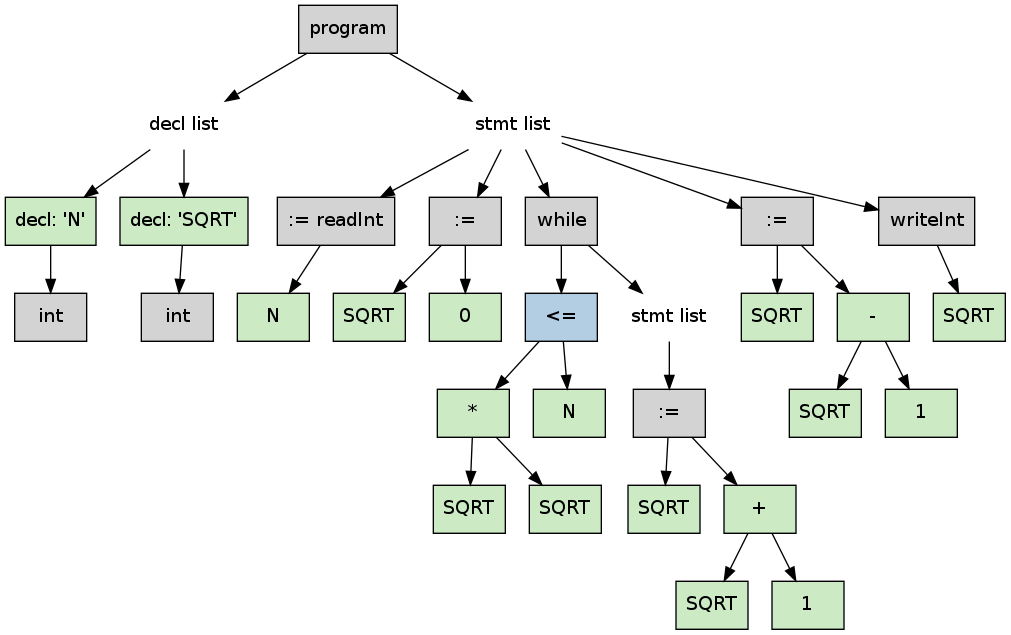 program
decl list
stmt list
decl: 'N'
decl: 'SQRT'
:= readInt
:=
while
:=
writeInt
int
int
N
SQRT
0
<=
stmt list
SQRT
-
SQRT
*
N
:=
SQRT
1
SQRT
SQRT
SQRT
+
SQRT
1